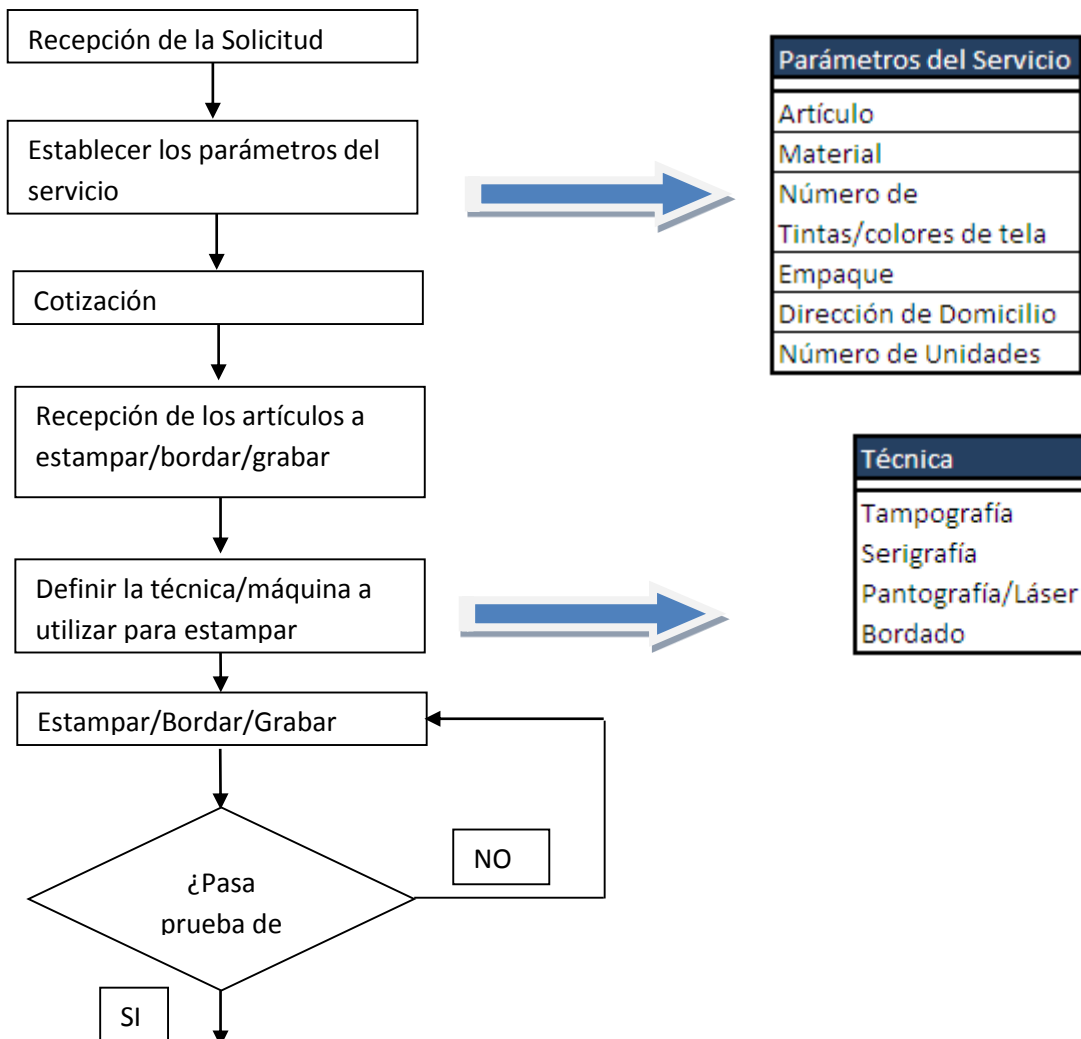 Recepción de la Solicitud
Establecer los parámetros del
servicio
Cotización
Recepción de los artículos a
estampar/bordar/grabar
Definir la técnica/máquina a
utilizar para estampar
Estampar/Bordar/Grabar
¿Pasa
prueba de
NO
SI
Parámetros del Servicio
Artículo
Material
Número de
Tintas/colores de tela
Empaque
Dirección de Domicilio
Número de Unidades
Técnica
Tampografía
Serigrafía
Pantografía/Láser
Bordado